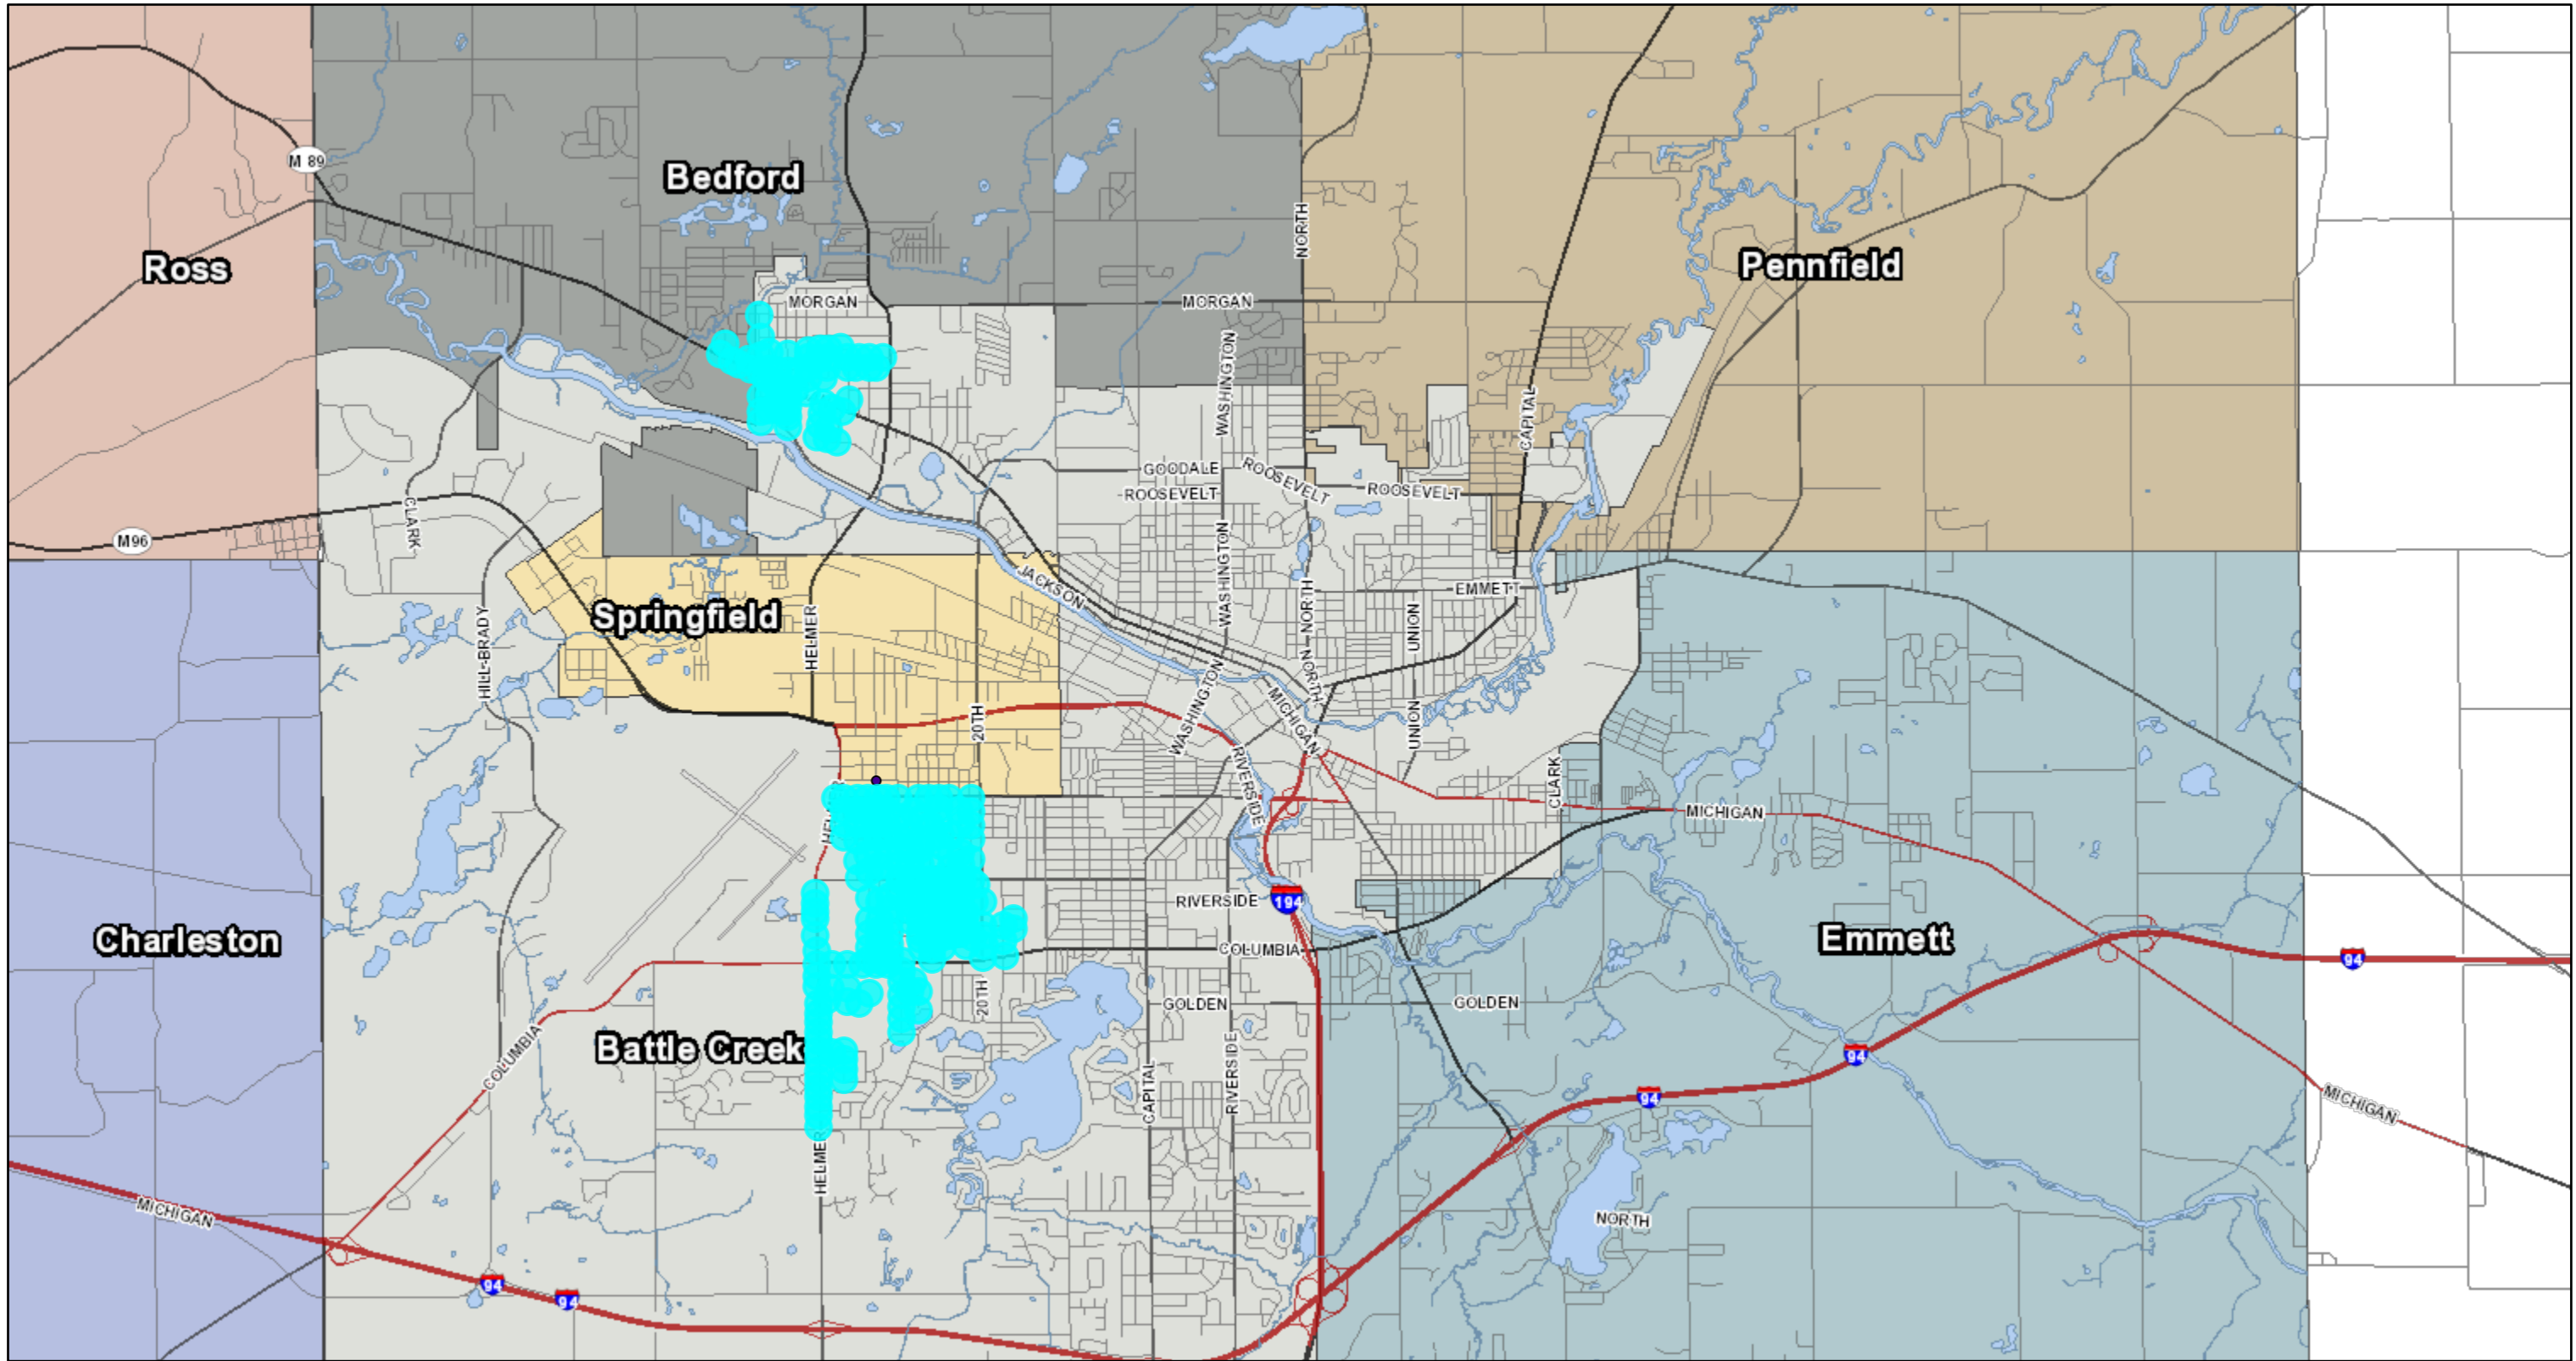 M 89
Bedford
NORTH
Ross
Pennfield
MORGAN
MORGAN
WASHINGTON
CAPITAL
GOODALE
ROOSEVELT
ROOSEVELT
ROOSEVELT
CLARK
M96
WASHINGTON
JACKSON
EMMETT
Springfield
HELMER
NORTH
UNION
HILL-BRADY
NORTH
WASHINGTON
MICHIGAN
20TH
UNION
RIVERSIDE
CLARK
MICHIGAN
RIVERSIDE
194
Charleston
COLUMBIA
Emmett
94
20TH
GOLDEN
GOLDEN
Battle Creek
COLUMBIA
94
CAPITAL
RIVERSIDE
94
MICHIGAN
HELMER
MICHIGAN
NORTH
94
94